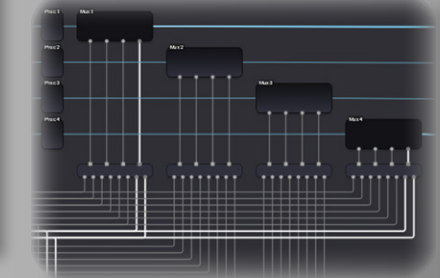 Proc 1
Mux 1
Proc 2
Mux 2
Proc 3
Mux 3
Proc 4
Mux 4